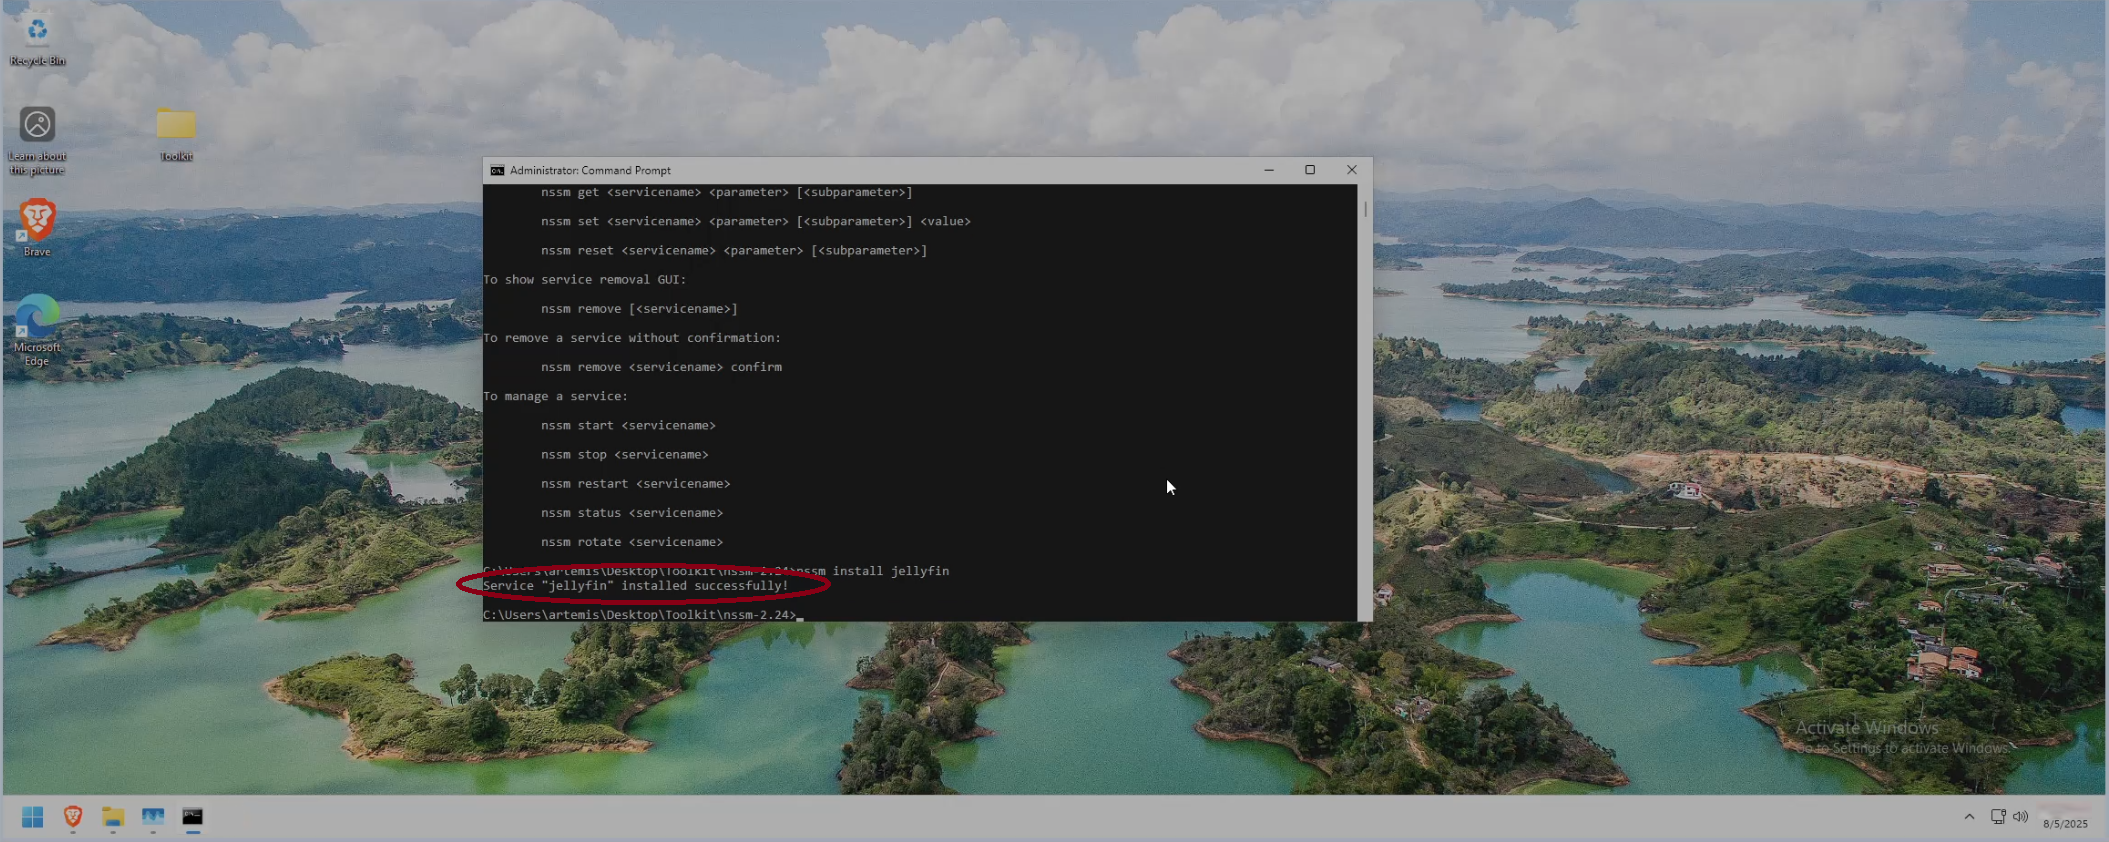 Recycle Bin
Learn about
this picture
Toolkit
Brave
Microsoft
Edge
Administrator: Command Prompt
nssm get <servicename> <parameter> [<subparameter>]
nssm set <servicename> <parameter> [<subparameter>] <value>
nssm reset <servicename> <parameter> [<subparameter>]
To show service removal GUI:
nssm remove [<servicename>]
To remove a service without confirmation:
nssm remove <servicename> confirm
To manage a service:
nssm start <servicename>
nssm stop <servicename>
nssm restart <servicename>
nssm status <servicename>
nssm rotate <servicename>
C:\Users\artemis\Desktop\Toolkit\nssm-2.24>nssm install jellyfin
Service "jellyfin" installed successfully!
C:\Users\artemis\Desktop\Toolkit\nssm-2.24>
Activate Windows
Go to Settings to activate Windows.
8/5/2025